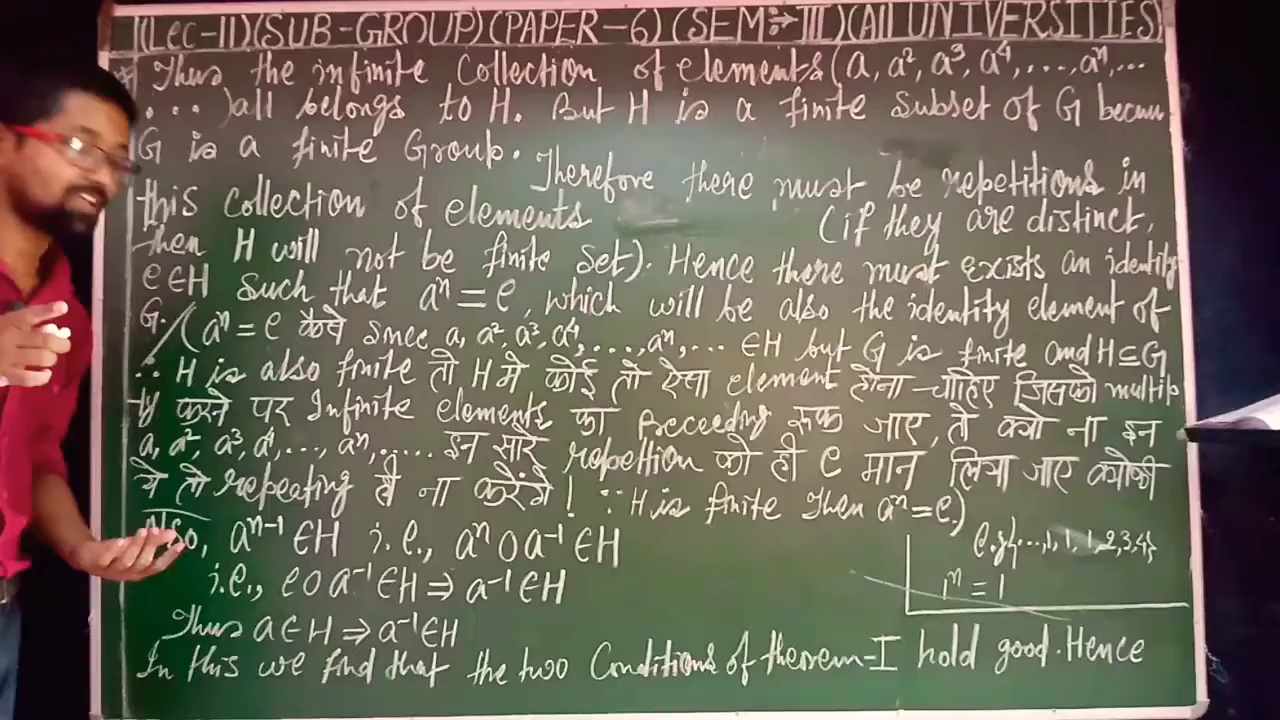 (Lec-11)(SUB-GROUP)(PAPER-6)(SEM:-III)(All UNIVERSITIES)
Thus the infinite Collection of elements (a, a², a³, a⁴, ..., aⁿ, ...
...) all belongs to H. But H is a finite Subset of G becau
G is a finite Group. Therefore there must be repetitions in
this collection of elements (if they are distinct,
then H will not be finite set). Hence there must exists an identity
e∈H Such that aⁿ = e, which will be also the identity element of
G. (aⁿ = e कैसे Since a, a², a³, a⁴, ..., aⁿ, ... ∈H but G is finite and H⊆G
∴ H is also finite तो H मे कोई तो ऐसा element होना चाहिए जिसको multip
ly करने पर Infinite elements का Preceeding रूक जाए, तो क्यो ना इन
a, a², a³, a⁴, ..., aⁿ, ..... इन सारे repettion को ही e मान लिया जाए क्योकी
ये तो repeating ही ना करेंगे! ∵ H is finite then aⁿ = e.)
Also, aⁿ⁻¹ ∈H i.e., aⁿ o a⁻¹ ∈H
e.g {...,1, 1, 1, 2, 3, 4}
i.e., e o a⁻¹ ∈H ⇒ a⁻¹ ∈H
1ⁿ = 1
Thus a∈H ⇒ a⁻¹∈H
In this we find that the two Conditions of theorem-I hold good. Hence